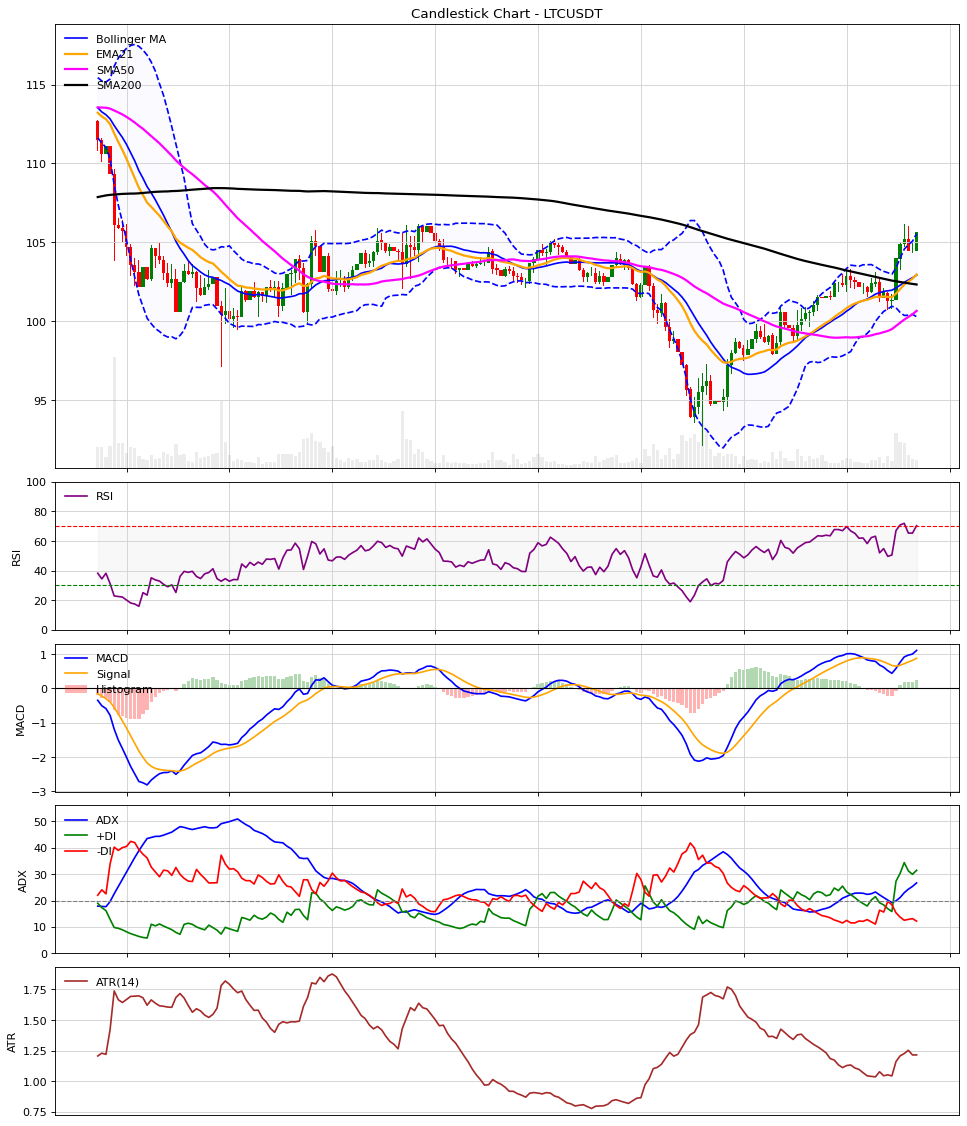 Candlestick Chart - LTCUSDT
Bollinger MA
EMA21
SMA50
SMA200
115
110
105
100
95
RSI
100
80
60
40
20
0
RSI
MACD
Signal
Histogram
1
0
−1
−2
−3
MACD
ADX
+DI
-DI
50
40
30
20
10
0
ADX
ATR(14)
1.75
1.50
1.25
1.00
0.75
ATR